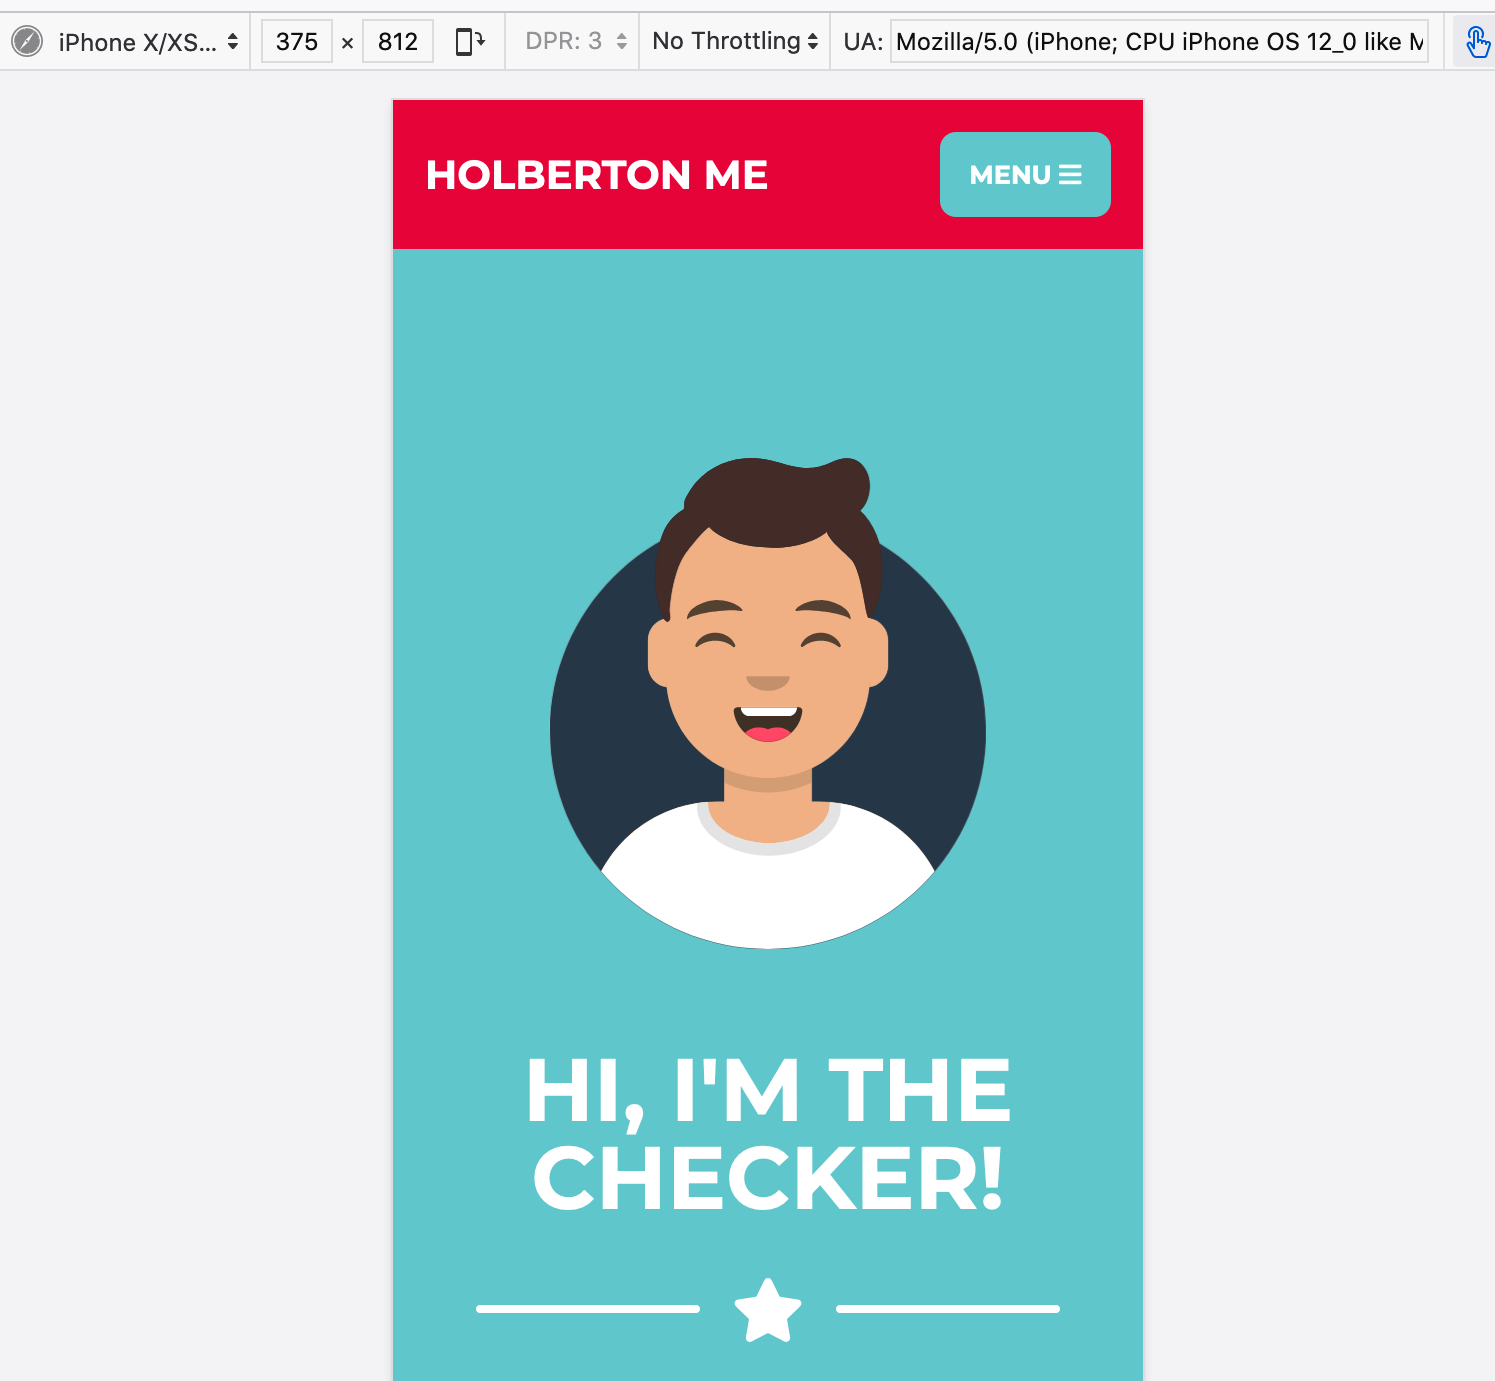 iPhone X/XS... 375 × 812 DPR: 3 No Throttling UA: Mozilla/5.0 (iPhone; CPU iPhone OS 12_0 like M
HOLBERTON ME MENU
HI, I'M THE
CHECKER!